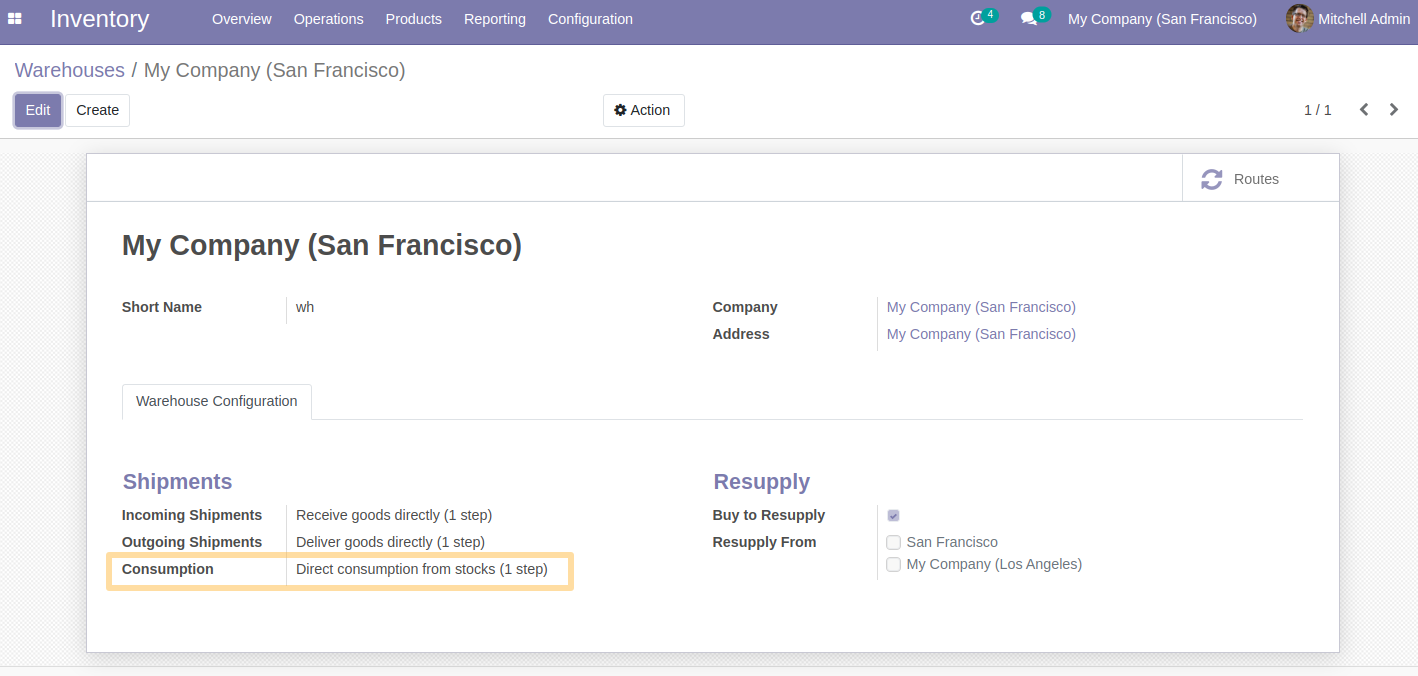 Inventory Overview Operations Products Reporting Configuration 4 8 My Company (San Francisco) Mitchell Admin
Warehouses / My Company (San Francisco)
Edit Create Action 1 / 1
Routes
My Company (San Francisco)
Short Name wh Company My Company (San Francisco)
Address My Company (San Francisco)
Warehouse Configuration
Shipments Resupply
Incoming Shipments Receive goods directly (1 step) Buy to Resupply
Outgoing Shipments Deliver goods directly (1 step) Resupply From San Francisco
Consumption Direct consumption from stocks (1 step) My Company (Los Angeles)